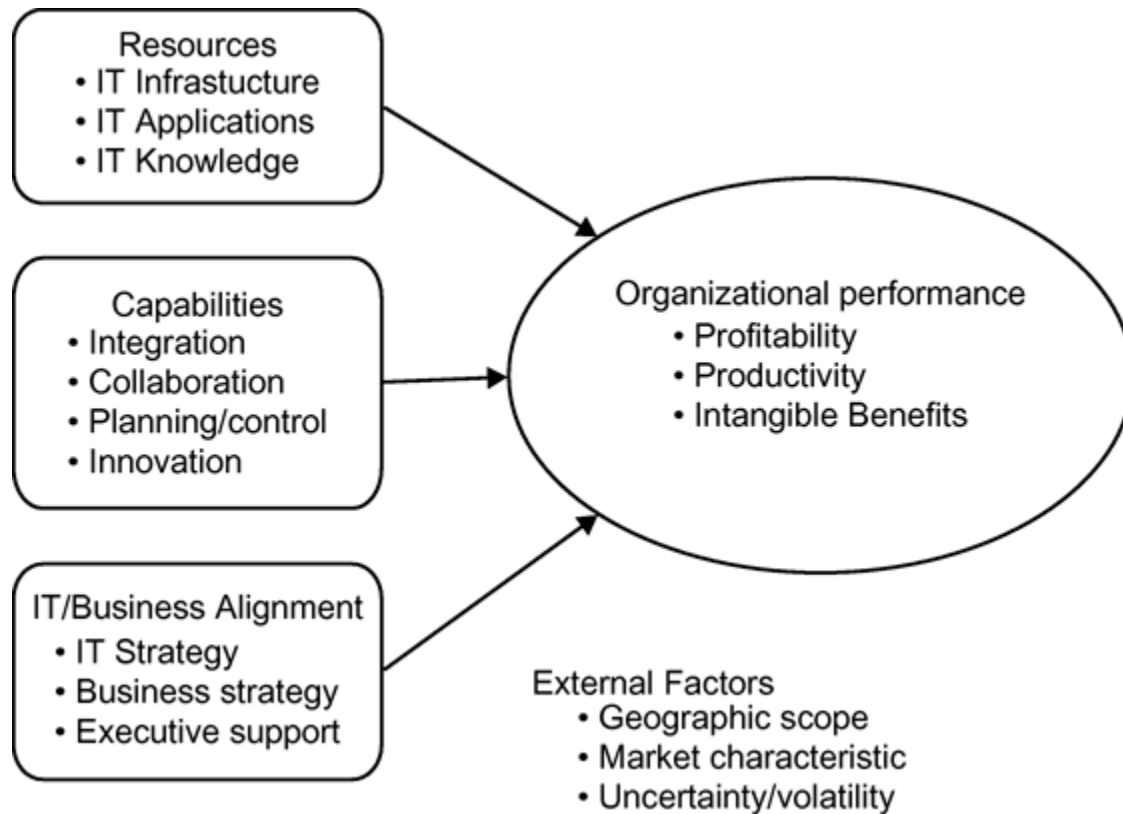 Resources
• IT Infrastucture
• IT Applications
• IT Knowledge
Capabilities
• Integration
• Collaboration
• Planning/control
• Innovation
IT/Business Alignment
• IT Strategy
• Business strategy
• Executive support
Organizational performance
• Profitability
• Productivity
• Intangible Benefits
External Factors
• Geographic scope
• Market characteristic
• Uncertainty/volatility